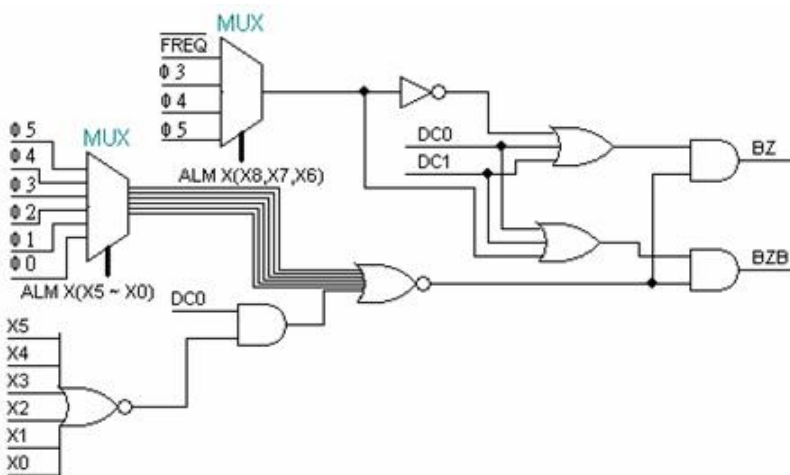 MUX
FREQ
Φ3
Φ4
Φ5
ALM X(X8,X7,X6)
MUX
Φ5
Φ4
Φ3
Φ2
Φ1
Φ0
ALM X(X5 ~ X0)
DC0
DC1
BZ
BZB
DC0
X5
X4
X3
X2
X1
X0